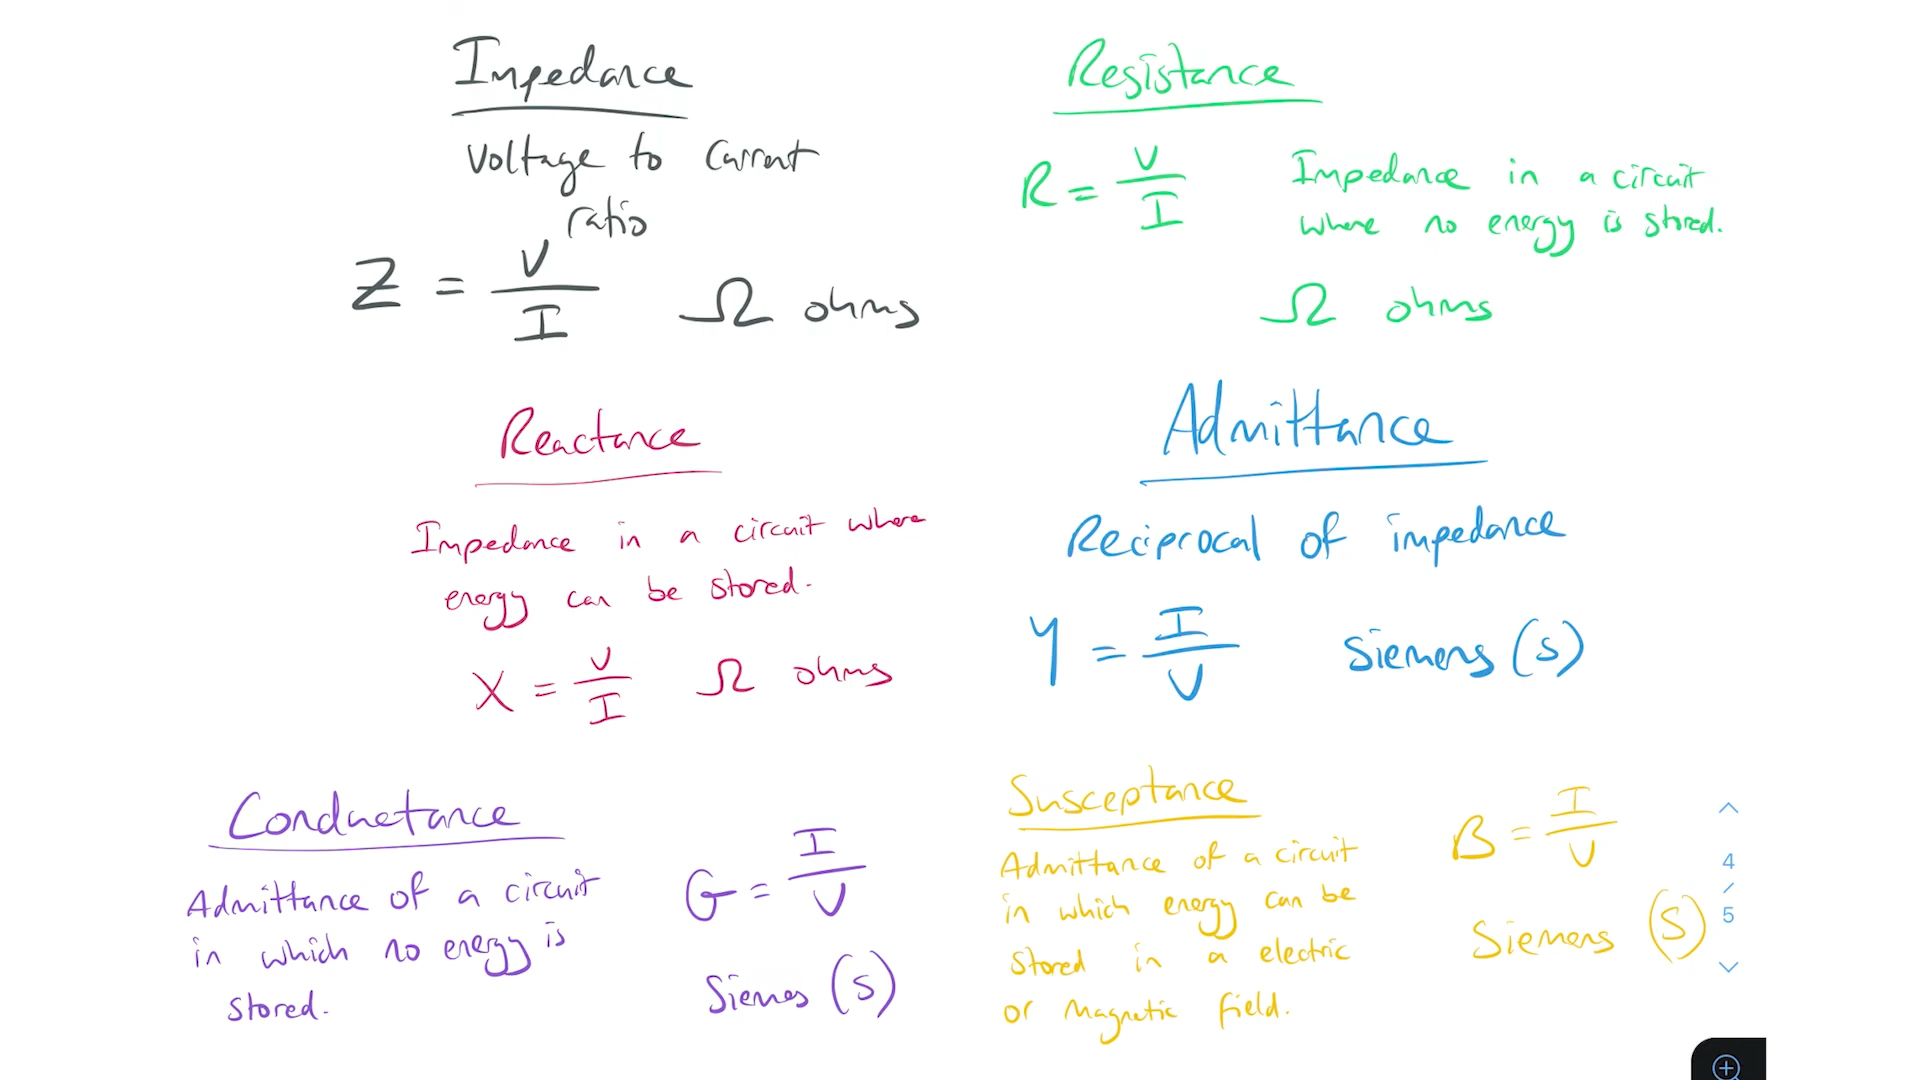 Impedance
Voltage to Current
ratio
Z = V/I Ω ohms
Resistance
R = V/I
Impedance in a circuit
where no energy is stored.
Ω ohms
Reactance
Impedance in a circuit where
energy can be stored.
X = V/I Ω ohms
Admittance
Reciprocal of impedance
Y = I/V Siemens (S)
Conductance
Admittance of a circuit
in which no energy is
stored.
G = I/V
Siemes (S)
Susceptance
Admittance of a circuit
in which energy can be
stored in a electric
or magnetic field.
B = I/V
Siemens (S)
4
/
5